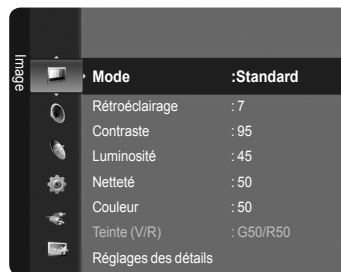 Image
Mode :Standard
Rétroéclairage : 7
Contraste : 95
Luminosité : 45
Netteté : 50
Couleur : 50
Teinte (V/R) : G50/R50
Réglages des détails